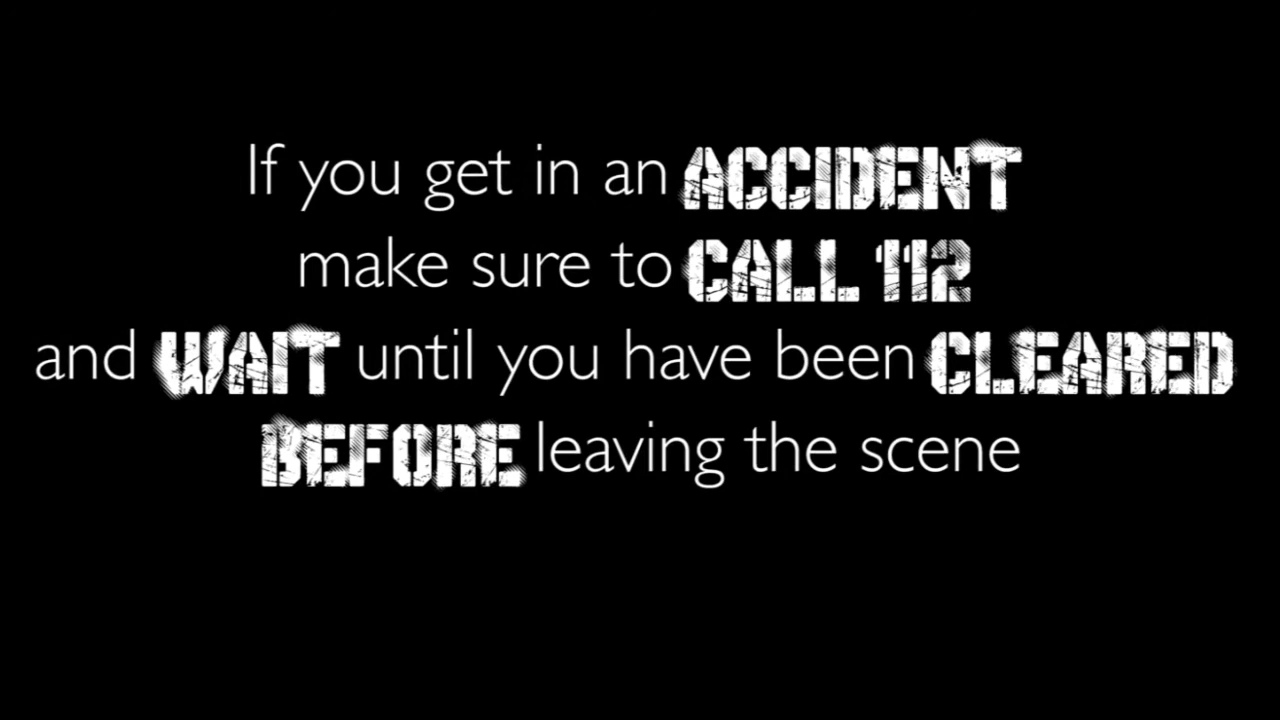 If you get in an ACCIDENT
make sure to CALL 112
and WAIT until you have been CLEARED
BEFORE leaving the scene